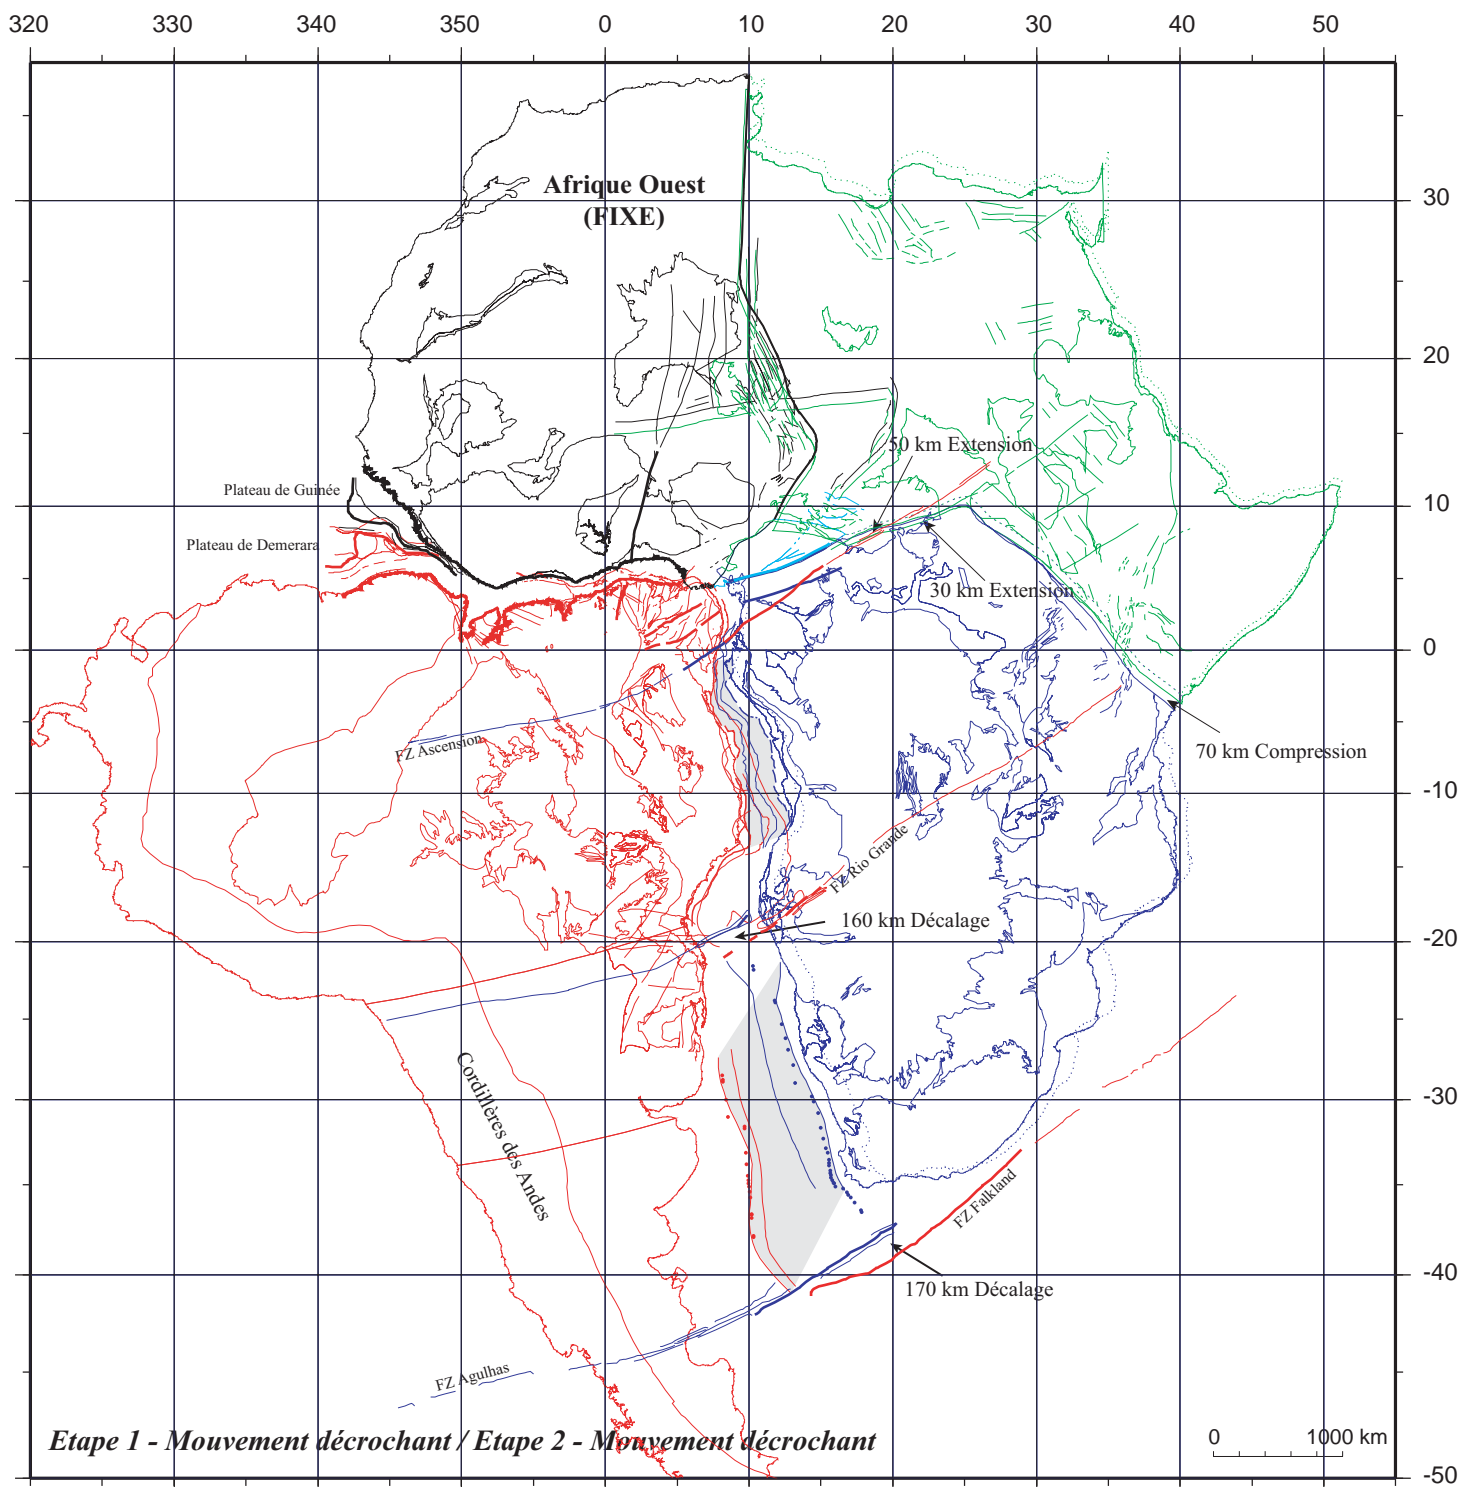 320 330 340 350 0 10 20 30 40 50
Afrique Ouest
(FIXE)
30
20
50 km Extension
Plateau de Guinée
10
Plateau de Demerara
30 km Extension
0
FZ Ascension
70 km Compression
-10
FZ Rio Grande
160 km Décalage
-20
Cordillères des Andes
-30
FZ Falkland
-40
170 km Décalage
FZ Agulhas
Etape 1 - Mouvement décrochant / Etape 2 - Mouvement décrochant
0 1000 km
-50